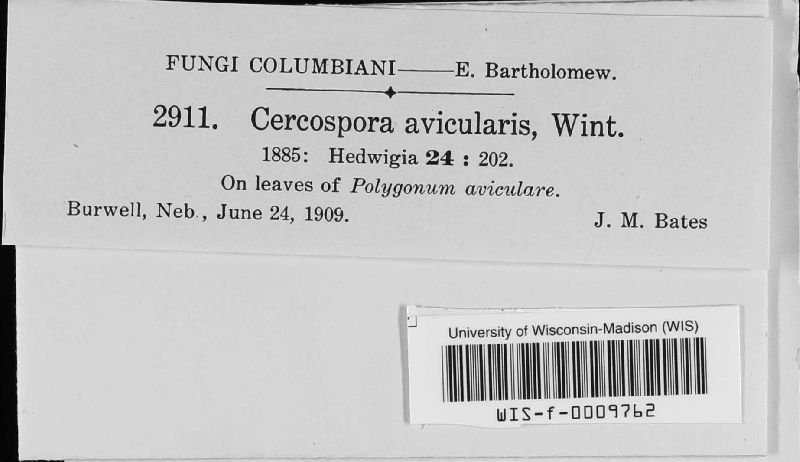 FUNGI COLUMBIANI—E. Bartholomew.
2911. Cercospora avicularis, Wint.
1885: Hedwigia 24 : 202.
On leaves of Polygonum aviculare.
Burwell, Neb., June 24, 1909. J. M. Bates
University of Wisconsin-Madison (WIS)
WIS-f-0009762